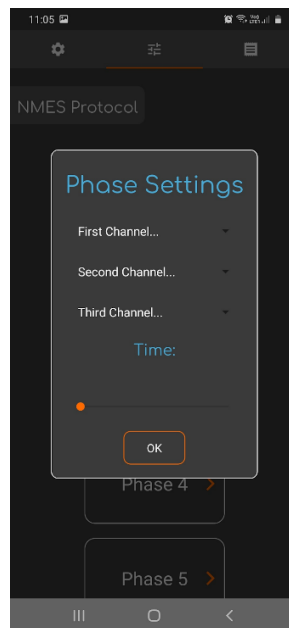 11:05
NMES Protocol
Phase Settings
First Channel...
Second Channel...
Third Channel...
Time:
OK
Phase 4
Phase 5